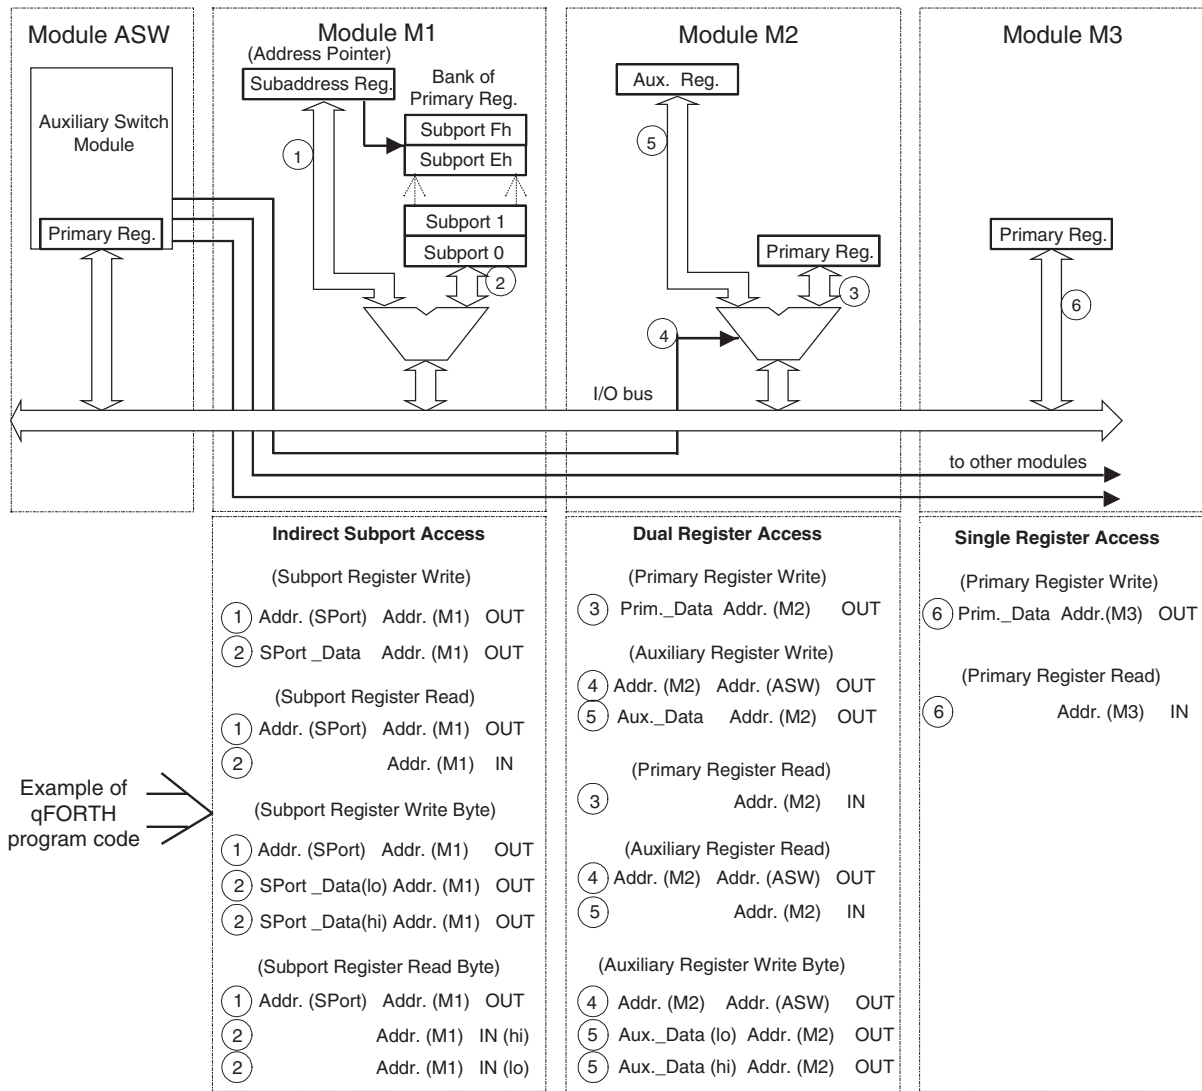 Module ASW
Auxiliary Switch
Module
Primary Reg.
Module M1
(Address Pointer)
Subaddress Reg.
Bank of
Primary Reg.
Subport Fh
Subport Eh
Subport 1
Subport 0
1
2
Module M2
Aux. Reg.
5
Primary Reg.
3
4
Module M3
Primary Reg.
6
I/O bus
to other modules
Example of
qFORTH
program code
Indirect Subport Access
(Subport Register Write)
1 Addr. (SPort) Addr. (M1) OUT
2 SPort _Data Addr. (M1) OUT
(Subport Register Read)
1 Addr. (SPort) Addr. (M1) OUT
2 Addr. (M1) IN
(Subport Register Write Byte)
1 Addr. (SPort) Addr. (M1) OUT
2 SPort _Data(lo) Addr. (M1) OUT
2 SPort _Data(hi) Addr. (M1) OUT
(Subport Register Read Byte)
1 Addr. (SPort) Addr. (M1) OUT
2 Addr. (M1) IN (hi)
2 Addr. (M1) IN (lo)
Dual Register Access
(Primary Register Write)
3 Prim._Data Addr. (M2) OUT
(Auxiliary Register Write)
4 Addr. (M2) Addr. (ASW) OUT
5 Aux._Data Addr. (M2) OUT
(Primary Register Read)
3 Addr. (M2) IN
(Auxiliary Register Read)
4 Addr. (M2) Addr. (ASW) OUT
5 Addr. (M2) IN
(Auxiliary Register Write Byte)
4 Addr. (M2) Addr. (ASW) OUT
5 Aux._Data (lo) Addr. (M2) OUT
5 Aux._Data (hi) Addr. (M2) OUT
Single Register Access
(Primary Register Write)
6 Prim._Data Addr.(M3) OUT
(Primary Register Read)
6 Addr. (M3) IN